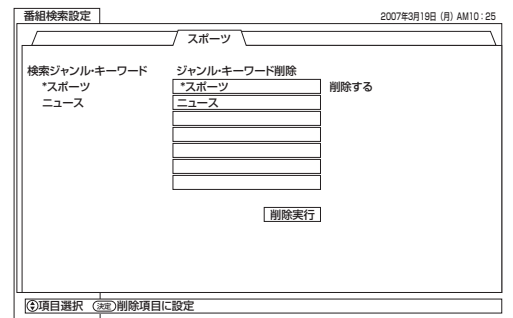 番組検索設定 2007年3月19日 (月) AM10：25
スポーツ
検索ジャンル・キーワード ジャンル・キーワード削除
*スポーツ *スポーツ 削除する
ニュース ニュース
削除実行
項目選択 決定 削除項目に設定